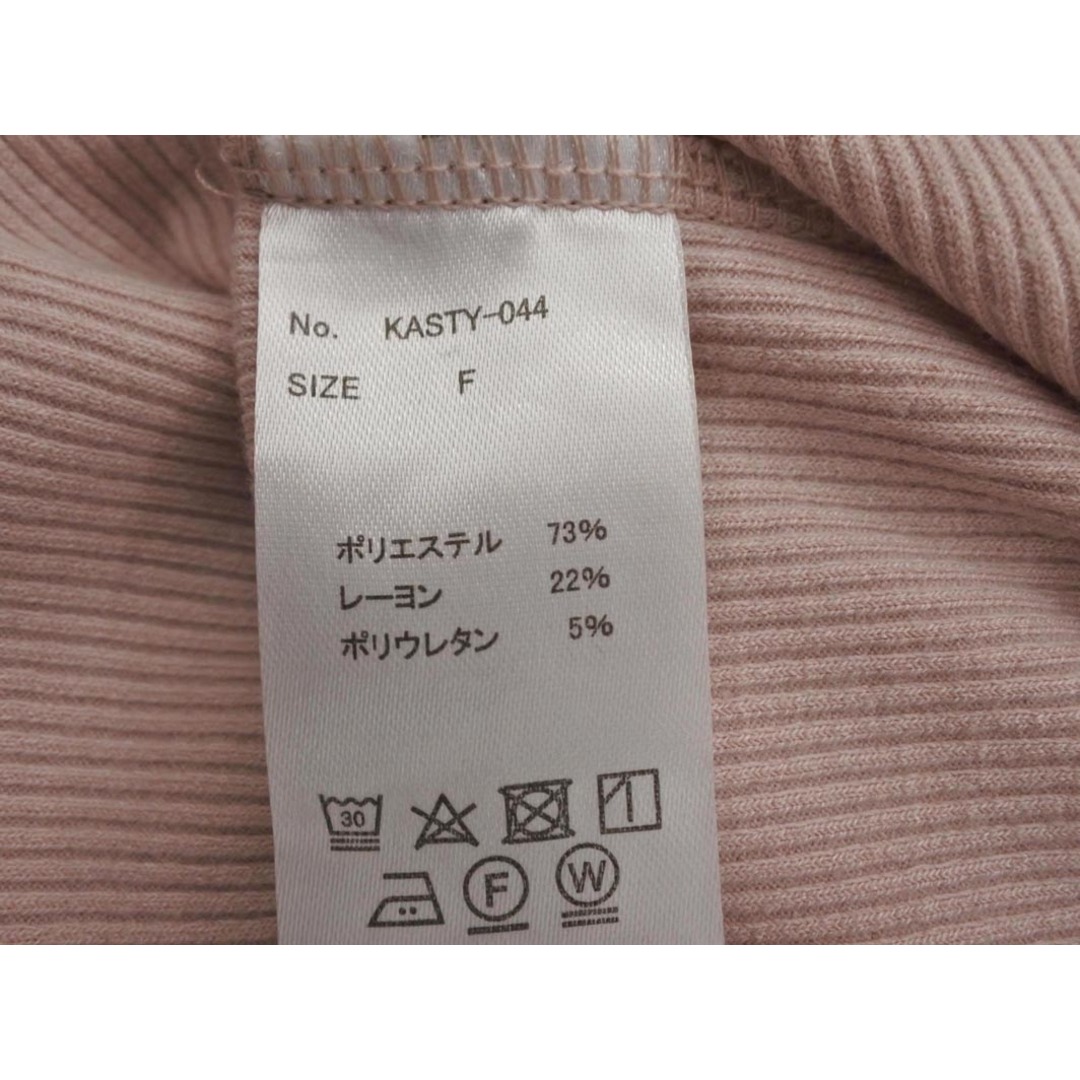 No. KASTY-044
SIZE F
ポリエステル 73%
レーヨン 22%
ポリウレタン 5%
30
F W